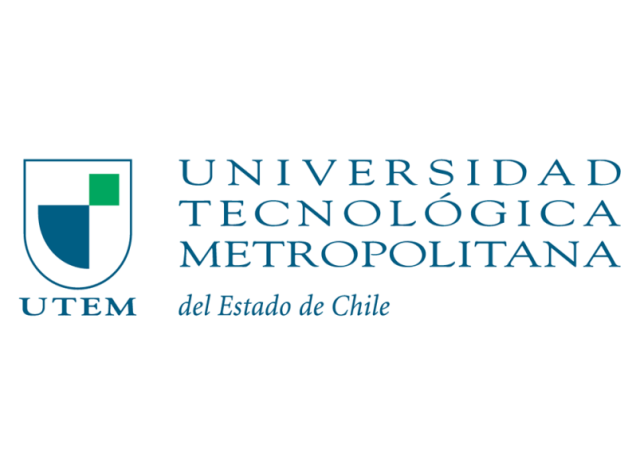 UTEM
UNIVERSIDAD
TECNOLÓGICA
METROPOLITANA
del Estado de Chile